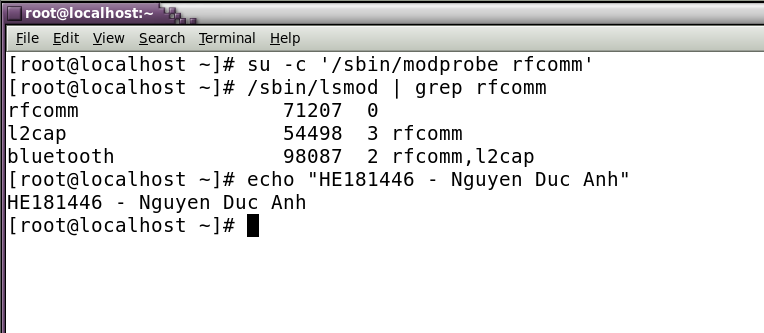 root@localhost:~
File Edit View Search Terminal Help
[root@localhost ~]# su -c '/sbin/modprobe rfcomm'
[root@localhost ~]# /sbin/lsmod | grep rfcomm
rfcomm                 71207  0
l2cap                  54498  3 rfcomm
bluetooth              98087  2 rfcomm,l2cap
[root@localhost ~]# echo "HE181446 - Nguyen Duc Anh"
HE181446 - Nguyen Duc Anh
[root@localhost ~]#